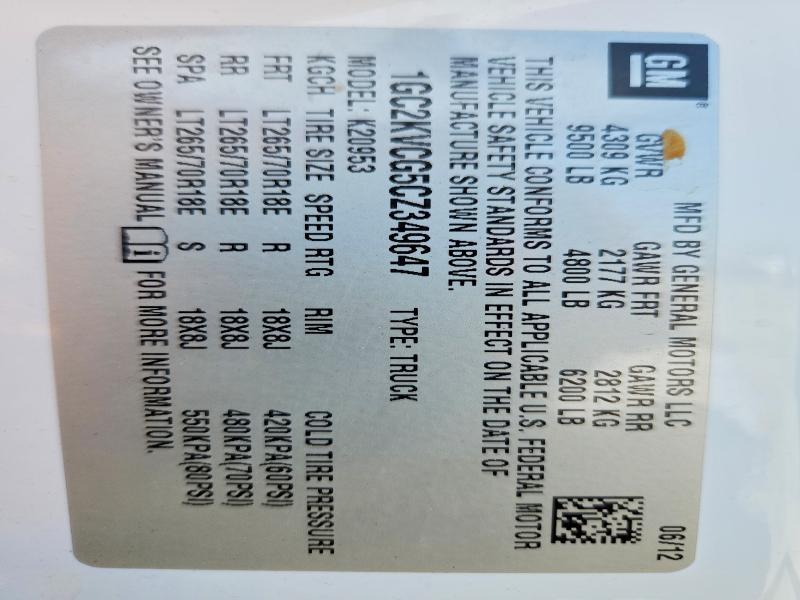 GM®
MFD BY GENERAL MOTORS LLC 06/12
GVWR GAWR FRT GAWR RR
4309 KG 2177 KG 2812 KG
9500 LB 4800 LB 6200 LB
THIS VEHICLE CONFORMS TO ALL APPLICABLE U.S. FEDERAL MOTOR
VEHICLE SAFETY STANDARDS IN EFFECT ON THE DATE OF
MANUFACTURE SHOWN ABOVE.
1GC2KVCG5CZ349647 TYPE: TRUCK
MODEL: K20953
KGCH TIRE SIZE SPEED RTG RIM COLD TIRE PRESSURE
FRT LT265/70R18E R 18X8J 420KPA(60PSI)
RR LT265/70R18E R 18X8J 480KPA(70PSI)
SPA LT265/70R18E S 18X8J 550KPA(80PSI)
SEE OWNER'S MANUAL FOR MORE INFORMATION.